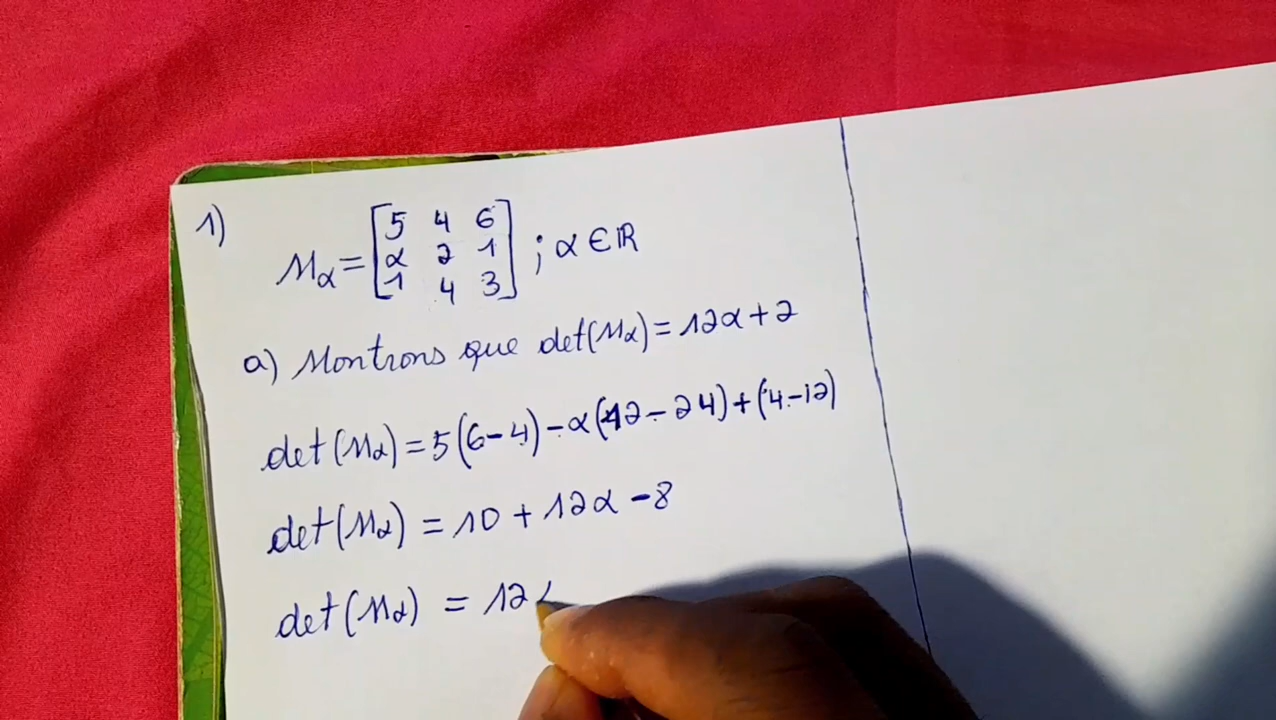 1)
Mα = [5 4 6
α 2 1
1 4 3] ; α ∈ ℝ
a) Montrons que det(Mα) = 12α + 2
det(Mα) = 5(6-4) - α(12 - 24) + (4-12)
det(Mα) = 10 + 12α - 8
det(Mα) = 12